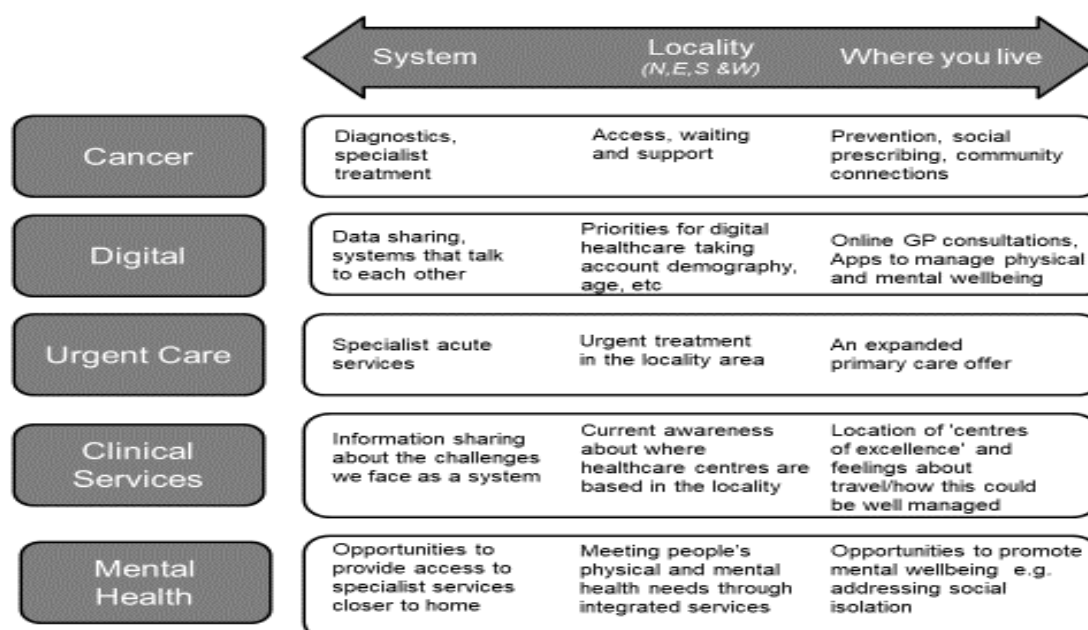 System
Locality
(N,E,S &W)
Where you live
Cancer
Diagnostics,
specialist
treatment
Access, waiting
and support
Prevention, social
prescribing, community
connections
Digital
Data sharing,
systems that talk
to each other
Priorities for digital
healthcare taking
account demography,
age, etc
Online GP consultations,
Apps to manage physical
and mental wellbeing
Urgent Care
Specialist acute
services
Urgent treatment
in the locality area
An expanded
primary care offer
Clinical
Services
Information sharing
about the challenges
we face as a system
Current awareness
about where
healthcare centres are
based in the locality
Location of 'centres
of excellence' and
feelings about
travel/how this could
be well managed
Mental
Health
Opportunities to
provide access to
specialist services
closer to home
Meeting people's
physical and mental
health needs through
integrated services
Opportunities to promote
mental wellbeing e.g.
addressing social
isolation